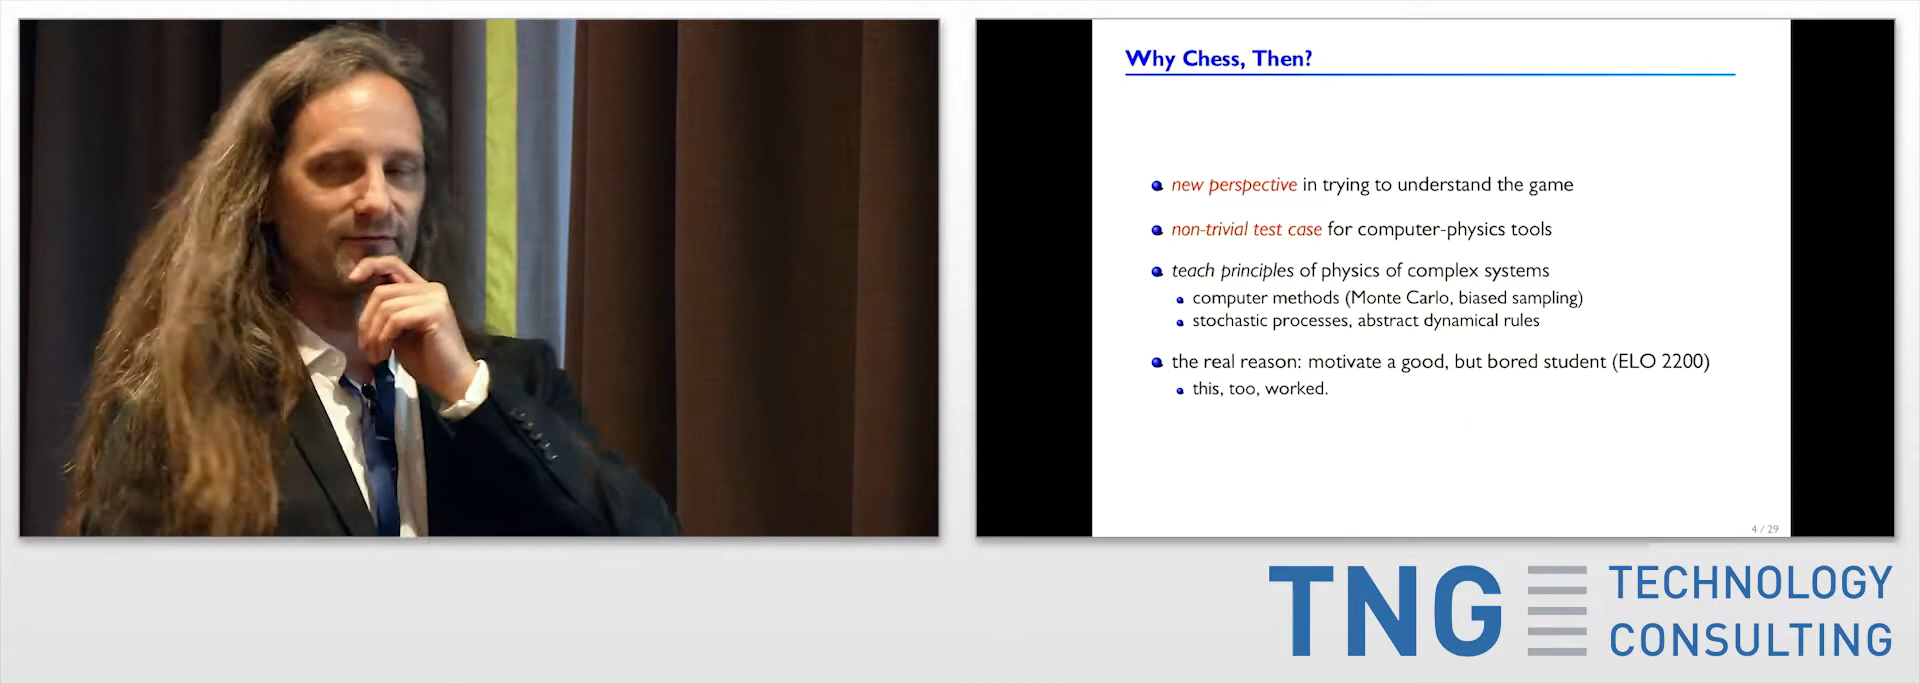 Why Chess, Then?
new perspective in trying to understand the game
non-trivial test case for computer-physics tools
teach principles of physics of complex systems
computer methods (Monte Carlo, biased sampling)
stochastic processes, abstract dynamical rules
the real reason: motivate a good, but bored student (ELO 2200)
this, too, worked.
4 / 29
TNG TECHNOLOGY
CONSULTING